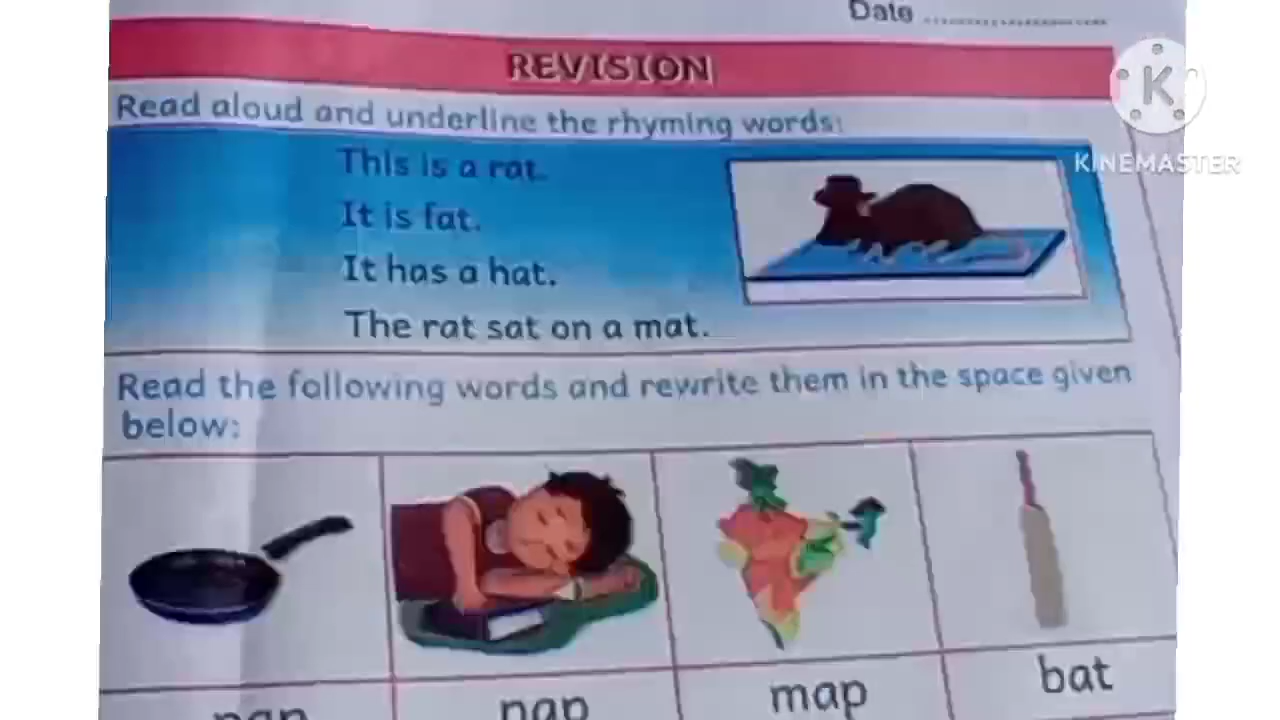 Date
REVISION
Read aloud and underline the rhyming words:
This is a rat.
It is fat.
It has a hat.
The rat sat on a mat.
Read the following words and rewrite them in the space given
below:
pan nap map bat
K
KINEMASTER